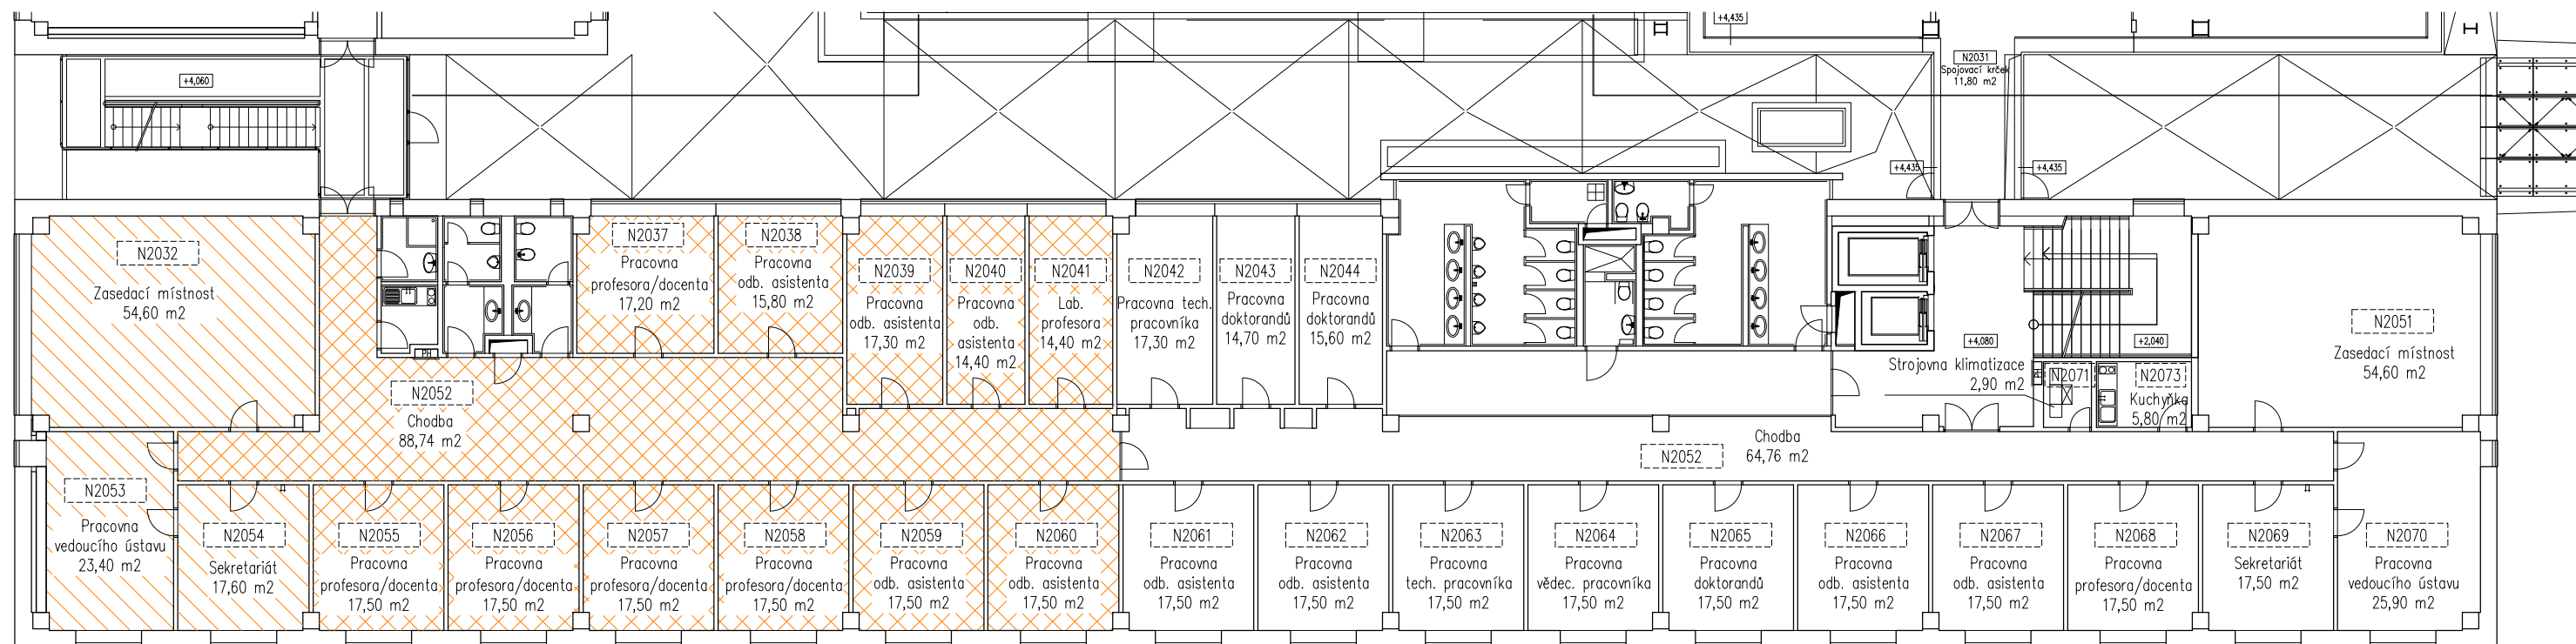 +4,435
N2031
Spojovací krček
11,80 m2
+4,060
+4,435
+4,435
N2032
Zasedací místnost
54,60 m2
N2037
Pracovna
profesora/docenta
17,20 m2
N2038
Pracovna
odb. asistenta
15,80 m2
N2039
Pracovna
odb. asistenta
17,30 m2
N2040
Pracovna
odb.
asistenta
14,40 m2
N2041
Lab.
profesora
14,40 m2
N2042
Pracovna tech.
pracovníka
17,30 m2
N2043
Pracovna
doktorandů
14,70 m2
N2044
Pracovna
doktorandů
15,60 m2
+4,080
+2,040
Strojovna klimatizace
2,90 m2
PH
N2071
N2073
Kuchyňka
5,80 m2
N2051
Zasedací místnost
54,60 m2
PH
N2052
Chodba
88,74 m2
N2052
Chodba
64,76 m2
N2053
Pracovna
vedoucího ústavu
23,40 m2
N2054
Sekretariát
17,60 m2
N2055
Pracovna
profesora/docenta
17,50 m2
N2056
Pracovna
profesora/docenta
17,50 m2
N2057
Pracovna
profesora/docenta
17,50 m2
N2058
Pracovna
profesora/docenta
17,50 m2
N2059
Pracovna
odb. asistenta
17,50 m2
N2060
Pracovna
odb. asistenta
17,50 m2
N2061
Pracovna
odb. asistenta
17,50 m2
N2062
Pracovna
odb. asistenta
17,50 m2
N2063
Pracovna
tech. pracovníka
17,50 m2
N2064
Pracovna
vědec. pracovníka
17,50 m2
N2065
Pracovna
doktorandů
17,50 m2
N2066
Pracovna
odb. asistenta
17,50 m2
N2067
Pracovna
odb. asistenta
17,50 m2
N2068
Pracovna
profesora/docenta
17,50 m2
N2069
Sekretariát
17,50 m2
N2070
Pracovna
vedoucího ústavu
25,90 m2